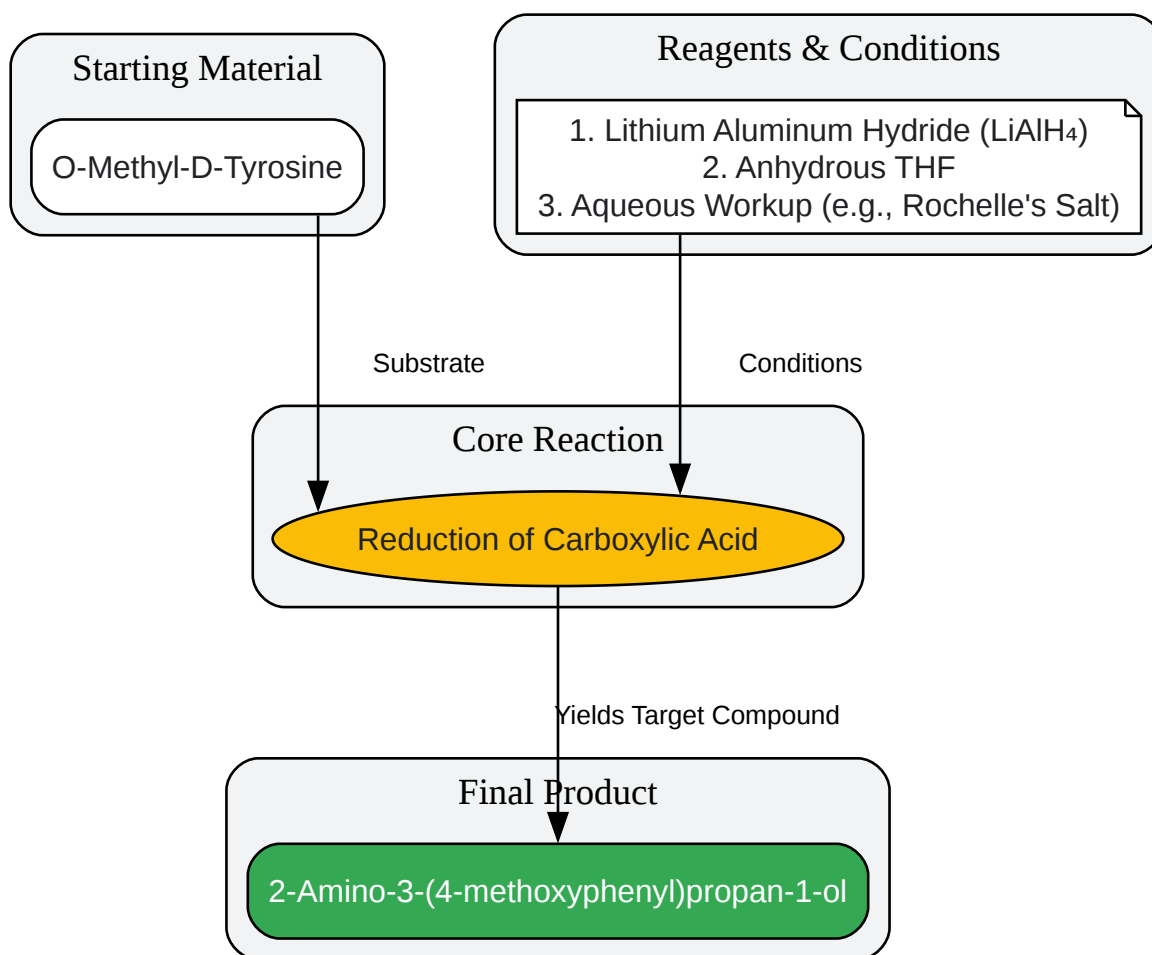 Starting Material
O-Methyl-D-Tyrosine
Reagents & Conditions
1. Lithium Aluminum Hydride (LiAlH₄)
2. Anhydrous THF
3. Aqueous Workup (e.g., Rochelle's Salt)
Substrate
Conditions
Core Reaction
Reduction of Carboxylic Acid
Yields Target Compound
Final Product
2-Amino-3-(4-methoxyphenyl)propan-1-ol